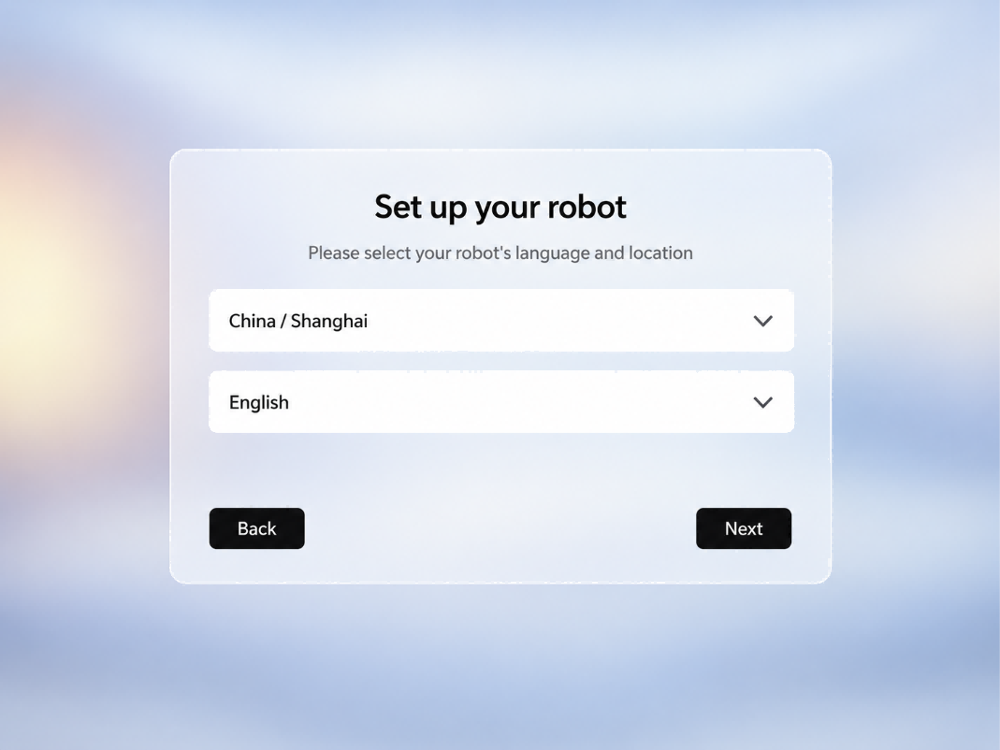 Set up your robot
Please select your robot's language and location
China / Shanghai
English
Back
Next